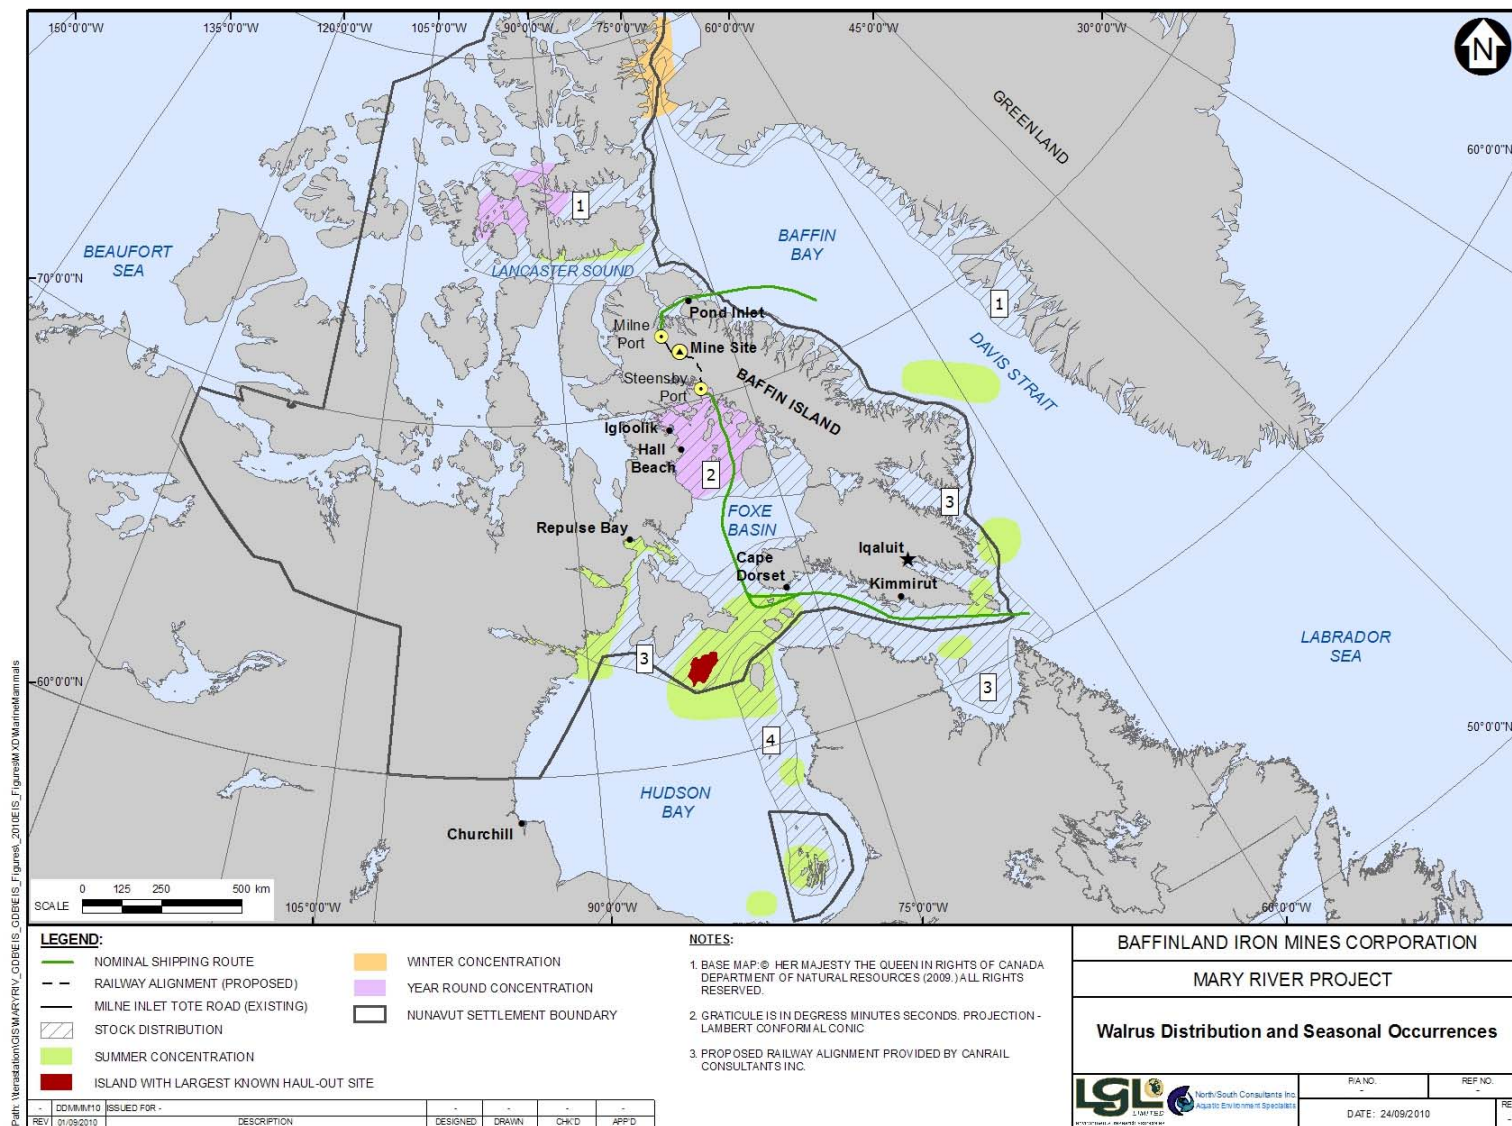 150°0'0"W
135°0'0"W
120°0'0"W
105°0'0"W
90°0'0"W
75°0'0"W
60°0'0"W
45°0'0"W
30°0'0"W
N
GREENLAND
60°0'0"N
1
BEAUFORT
SEA
BAFFIN
BAY
LANCASTER SOUND
70°0'0"N
1
Pond Inlet
Milne
Port
Mine Site
DAVIS STRAIT
Steensby
Port
BAFFIN ISLAND
Igloolik
Hall
Beach
2
3
FOXE
BASIN
Repulse Bay
Iqaluit
Cape
Dorset
Kimmirut
LABRADOR
SEA
3
60°0'0"N
3
50°0'0"N
4
HUDSON
BAY
Churchill
0 125 250 500 km
SCALE
105°0'0"W
90°0'0"W
75°0'0"W
60°0'0"W
LEGEND:
NOMINAL SHIPPING ROUTE
RAILWAY ALIGNMENT (PROPOSED)
MILNE INLET TOTE ROAD (EXISTING)
STOCK DISTRIBUTION
SUMMER CONCENTRATION
ISLAND WITH LARGEST KNOWN HAUL-OUT SITE
WINTER CONCENTRATION
YEAR ROUND CONCENTRATION
NUNAVUT SETTLEMENT BOUNDARY
NOTES:
1. BASE MAP: © HER MAJESTY THE QUEEN IN RIGHTS OF CANADA
DEPARTMENT OF NATURAL RESOURCES (2009.) ALL RIGHTS
RESERVED.
2. GRATICULE IS IN DEGRESS MINUTES SECONDS. PROJECTION -
LAMBERT CONFORMAL CONIC
3. PROPOSED RAILWAY ALIGNMENT PROVIDED BY CANRAIL
CONSULTANTS INC.
BAFFINLAND IRON MINES CORPORATION
MARY RIVER PROJECT
Walrus Distribution and Seasonal Occurrences
LGL
LIMITED
North/South Consultants Inc.
Aquatic Environment Specialists
P/A NO.
-
REF NO.
-
DATE: 24/09/2010
RE
- DDMMM'10 ISSUED FOR - - - - -
REV 01/09/2010 DESCRIPTION DESIGNED DRAWN CHK'D APP'D